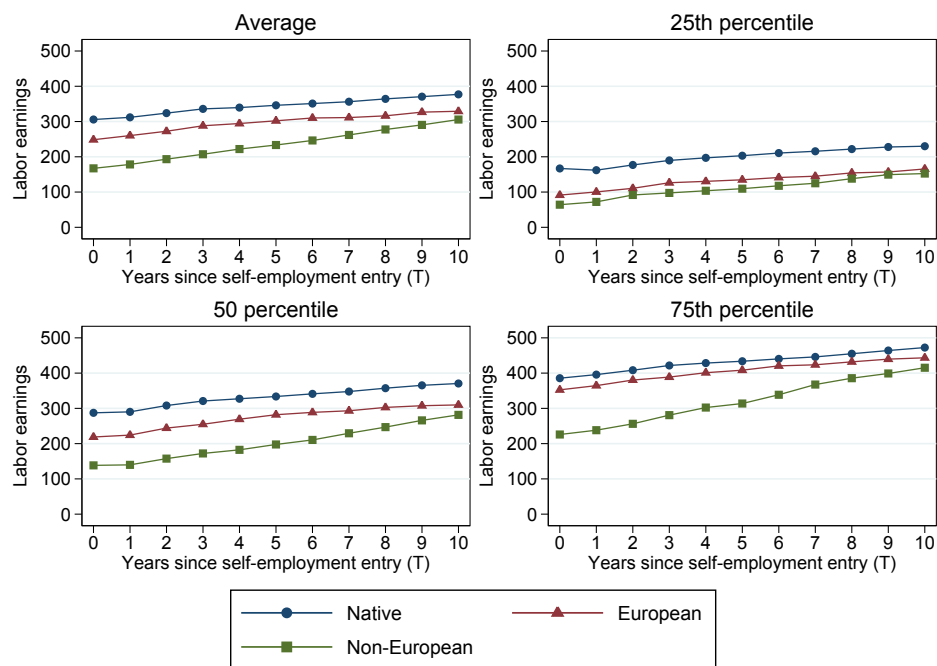 Average
Labor earnings
500
400
300
200
100
0
0 1 2 3 4 5 6 7 8 9 10
Years since self-employment entry (T)
25th percentile
Labor earnings
500
400
300
200
100
0
0 1 2 3 4 5 6 7 8 9 10
Years since self-employment entry (T)
50 percentile
Labor earnings
500
400
300
200
100
0
0 1 2 3 4 5 6 7 8 9 10
Years since self-employment entry (T)
75th percentile
Labor earnings
500
400
300
200
100
0
0 1 2 3 4 5 6 7 8 9 10
Years since self-employment entry (T)
Native
European
Non-European